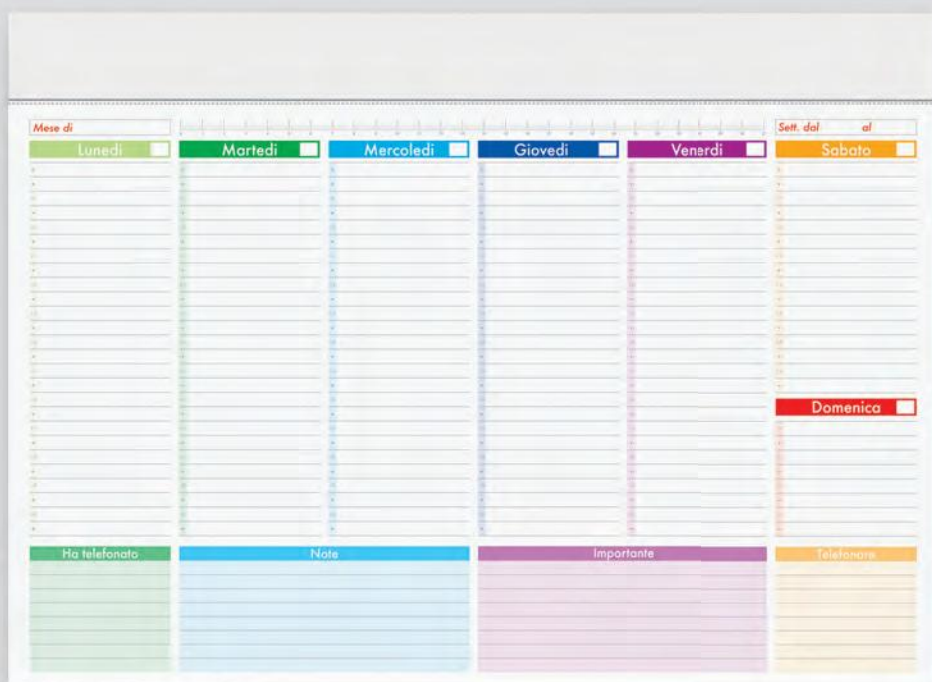 Mese di
Sett. dal al
Lunedì
Martedì
Mercoledì
Giovedì
Venerdì
Sabato
Domenica
Ha telefonato
Note
Importante
Telefonare